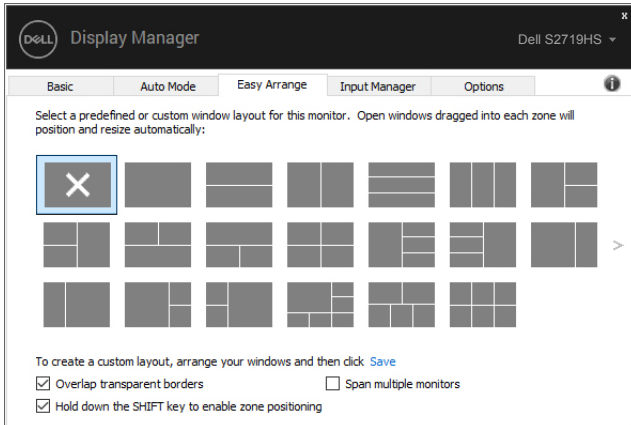 x
DELL Display Manager
Dell S2719HS
Basic Auto Mode Easy Arrange Input Manager Options i
Select a predefined or custom window layout for this monitor. Open windows dragged into each zone will
position and resize automatically:
>
To create a custom layout, arrange your windows and then click Save
Overlap transparent borders Span multiple monitors
Hold down the SHIFT key to enable zone positioning